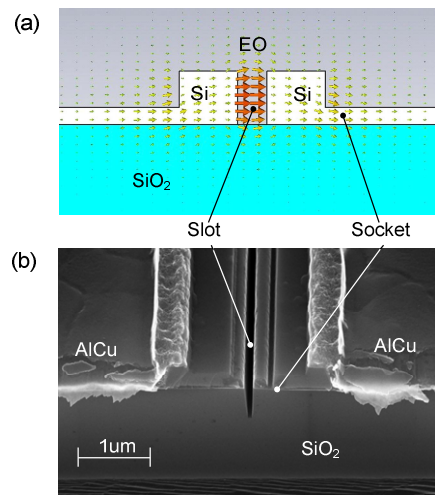 (a)
EO
Si
Si
SiO₂
Slot
Socket
(b)
AlCu
AlCu
1um
SiO₂